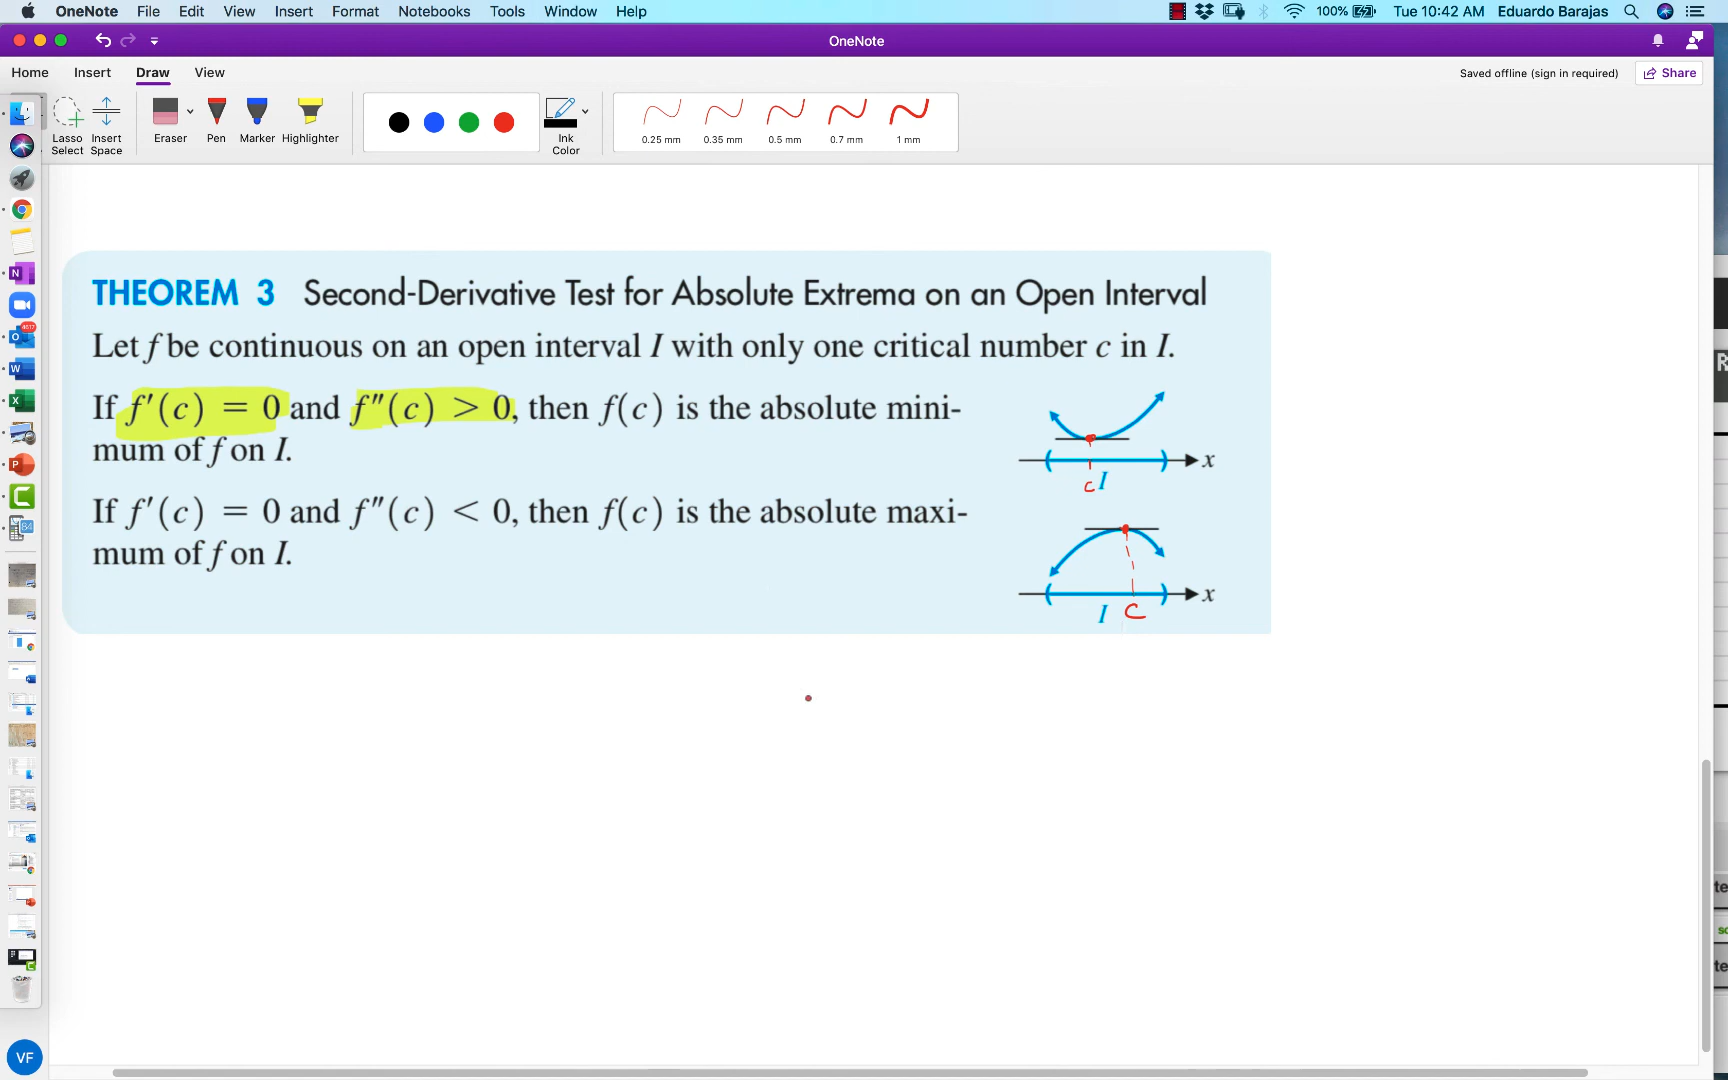 OneNote File Edit View Insert Format Notebooks Tools Window Help 100% Tue 10:42 AM Eduardo Barajas
OneNote
Home Insert Draw View Saved offline (sign in required) Share
Lasso Select
Insert Space
Eraser Pen Marker Highlighter
Ink Color
0.25 mm 0.35 mm 0.5 mm 0.7 mm 1 mm
THEOREM 3 Second-Derivative Test for Absolute Extrema on an Open Interval
Let f be continuous on an open interval I with only one critical number c in I.
If f′(c) = 0 and f″(c) > 0, then f(c) is the absolute mini-
mum of f on I.
x
c I
If f′(c) = 0 and f″(c) < 0, then f(c) is the absolute maxi-
mum of f on I.
x
I C
VF